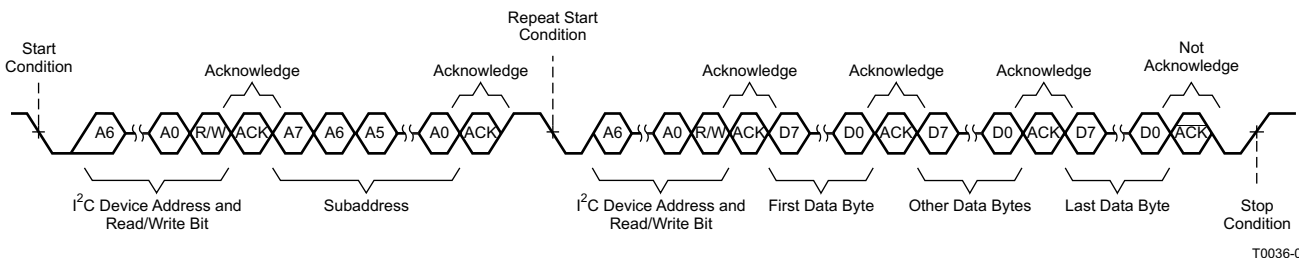 Repeat Start
Condition
Start
Condition
Not
Acknowledge
Acknowledge
Acknowledge
Acknowledge
Acknowledge
Acknowledge
A6 A0 R/W ACK A7 A6 A5 A0 ACK A6 A0 R/W ACK D7 D0 ACK D7 D0 ACK D7 D0 ACK
I²C Device Address and
Read/Write Bit
Subaddress
I²C Device Address and
Read/Write Bit
First Data Byte
Other Data Bytes
Last Data Byte
Stop
Condition
T0036-0